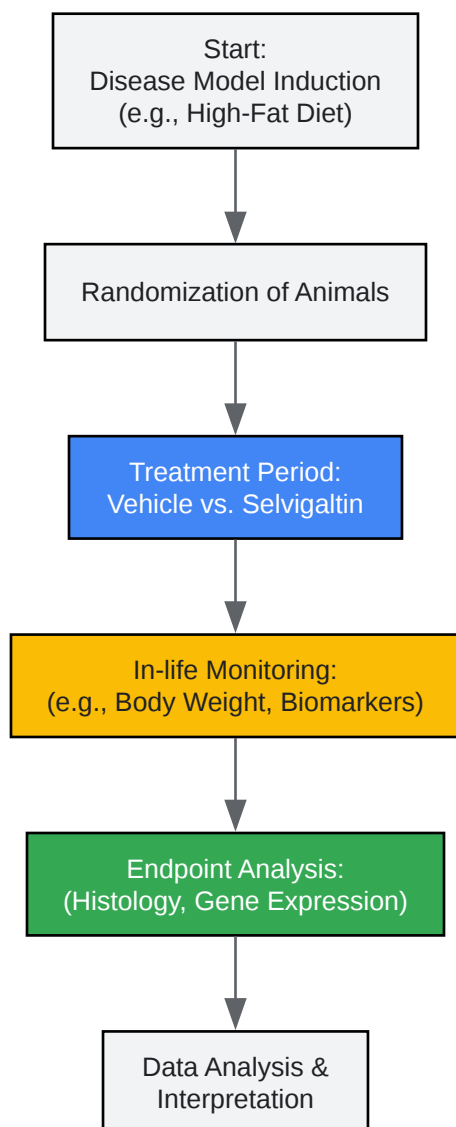 Start:
Disease Model Induction
(e.g., High-Fat Diet)
Randomization of Animals
Treatment Period:
Vehicle vs. Selvigaltin
In-life Monitoring:
(e.g., Body Weight, Biomarkers)
Endpoint Analysis:
(Histology, Gene Expression)
Data Analysis &
Interpretation